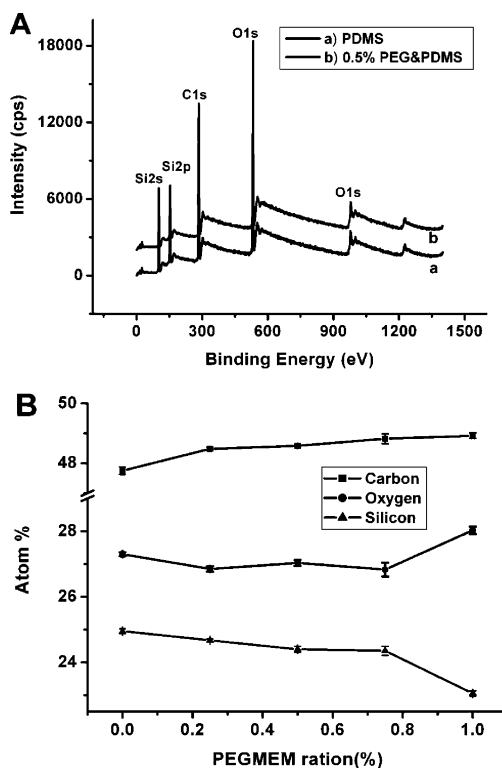 A
a) PDMS
b) 0.5% PEG&PDMS
O1s
C1s
Si2s
Si2p
O1s
b
a
18000
12000
6000
0
Intensity (cps)
0 300 600 900 1200 1500
Binding Energy (eV)
B
50
48
28
26
24
Atom %
Carbon
Oxygen
Silicon
0.0 0.2 0.4 0.6 0.8 1.0
PEGMEM ration(%)